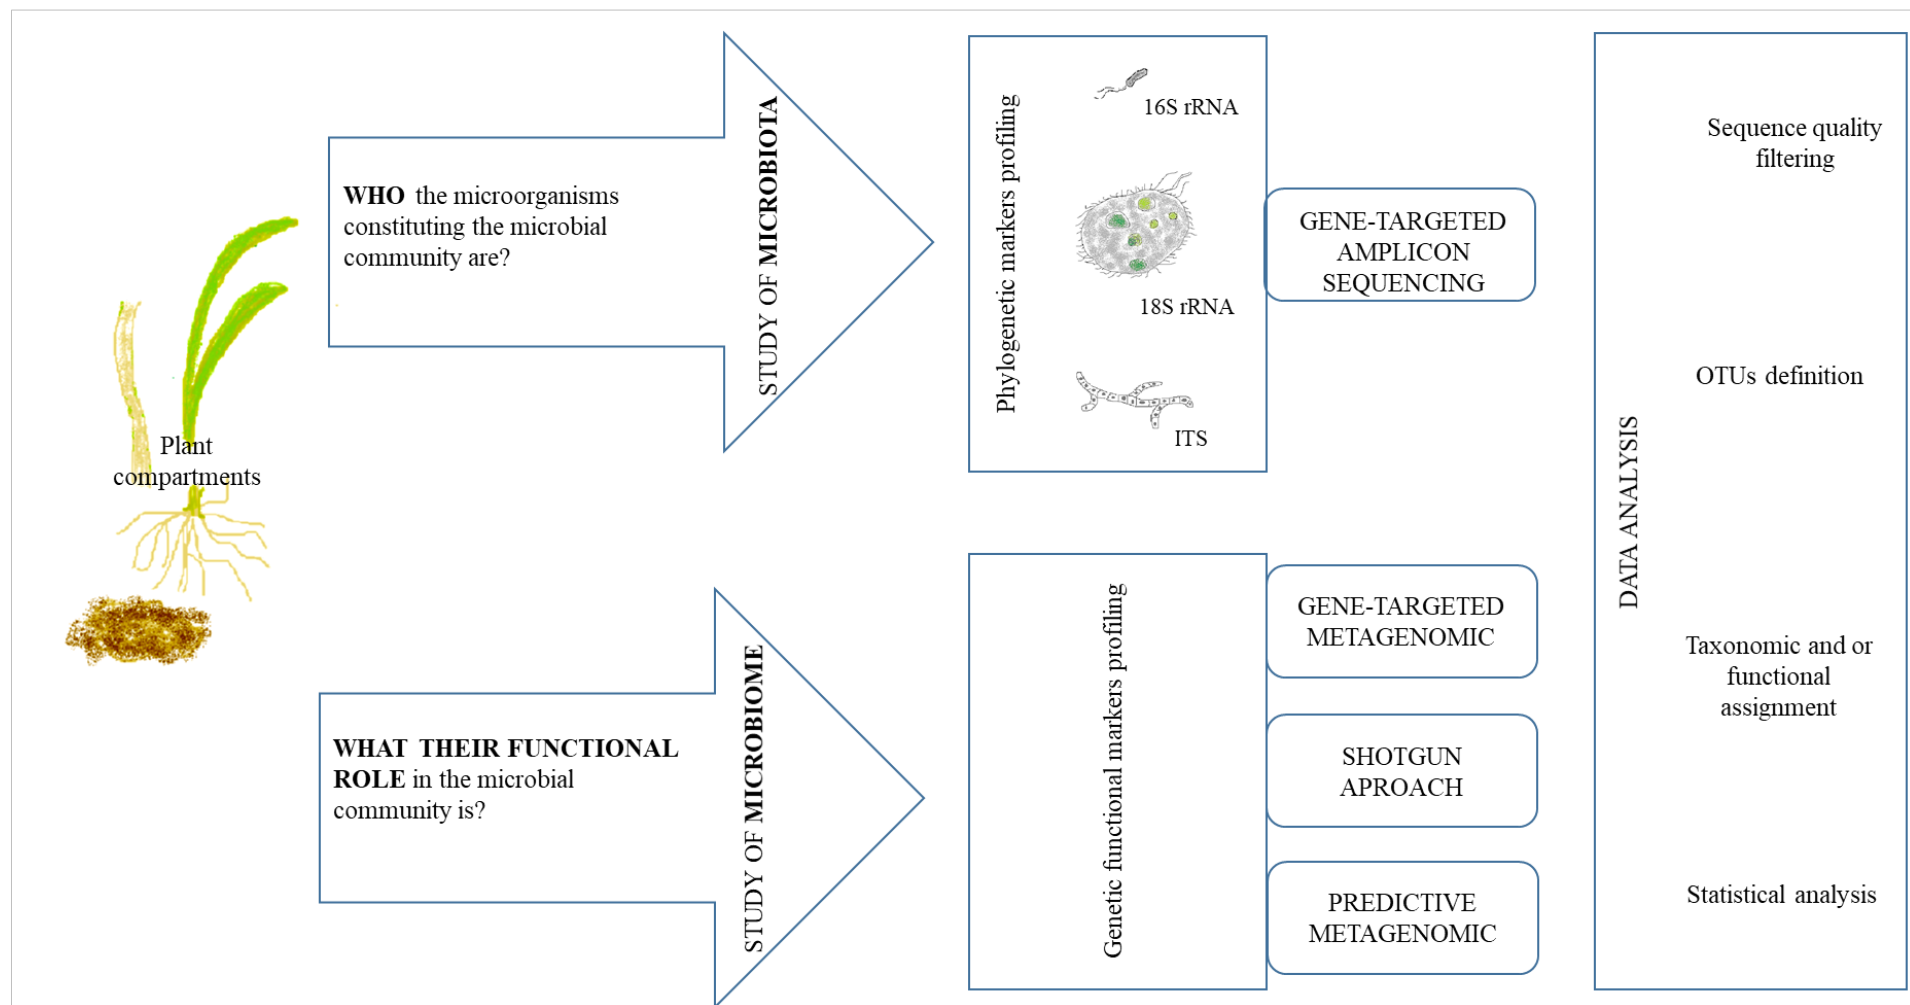 Plant
compartments
WHO the microorganisms
constituting the microbial
community are?
STUDY OF MICROBIOTA
Phylogenetic markers profiling
16S rRNA
18S rRNA
ITS
GENE-TARGETED
AMPLICON
SEQUENCING
WHAT THEIR FUNCTIONAL
ROLE in the microbial
community is?
STUDY OF MICROBIOME
Genetic functional markers profiling
GENE-TARGETED
METAGENOMIC
SHOTGUN
APROACH
PREDICTIVE
METAGENOMIC
DATA ANALYSIS
Sequence quality
filtering
OTUs definition
Taxonomic and or
functional
assignment
Statistical analysis